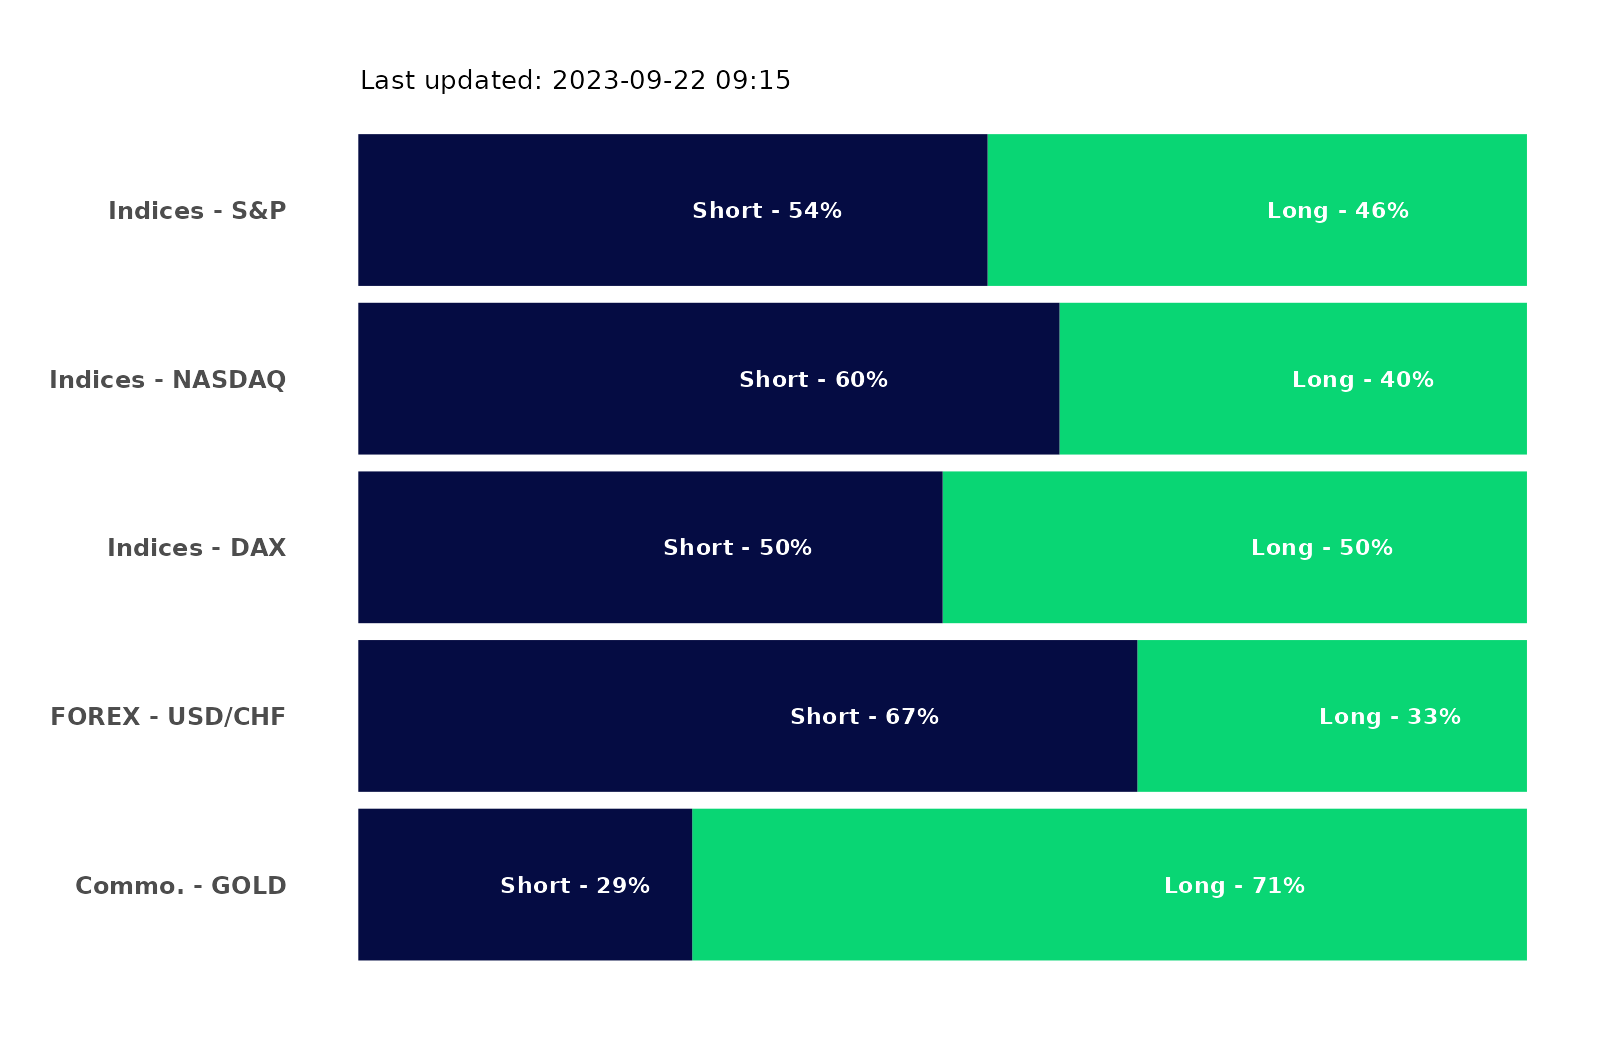 Last updated: 2023-09-22 09:15
Indices - S&P
Short - 54%
Long - 46%
Indices - NASDAQ
Short - 60%
Long - 40%
Indices - DAX
Short - 50%
Long - 50%
FOREX - USD/CHF
Short - 67%
Long - 33%
Commo. - GOLD
Short - 29%
Long - 71%